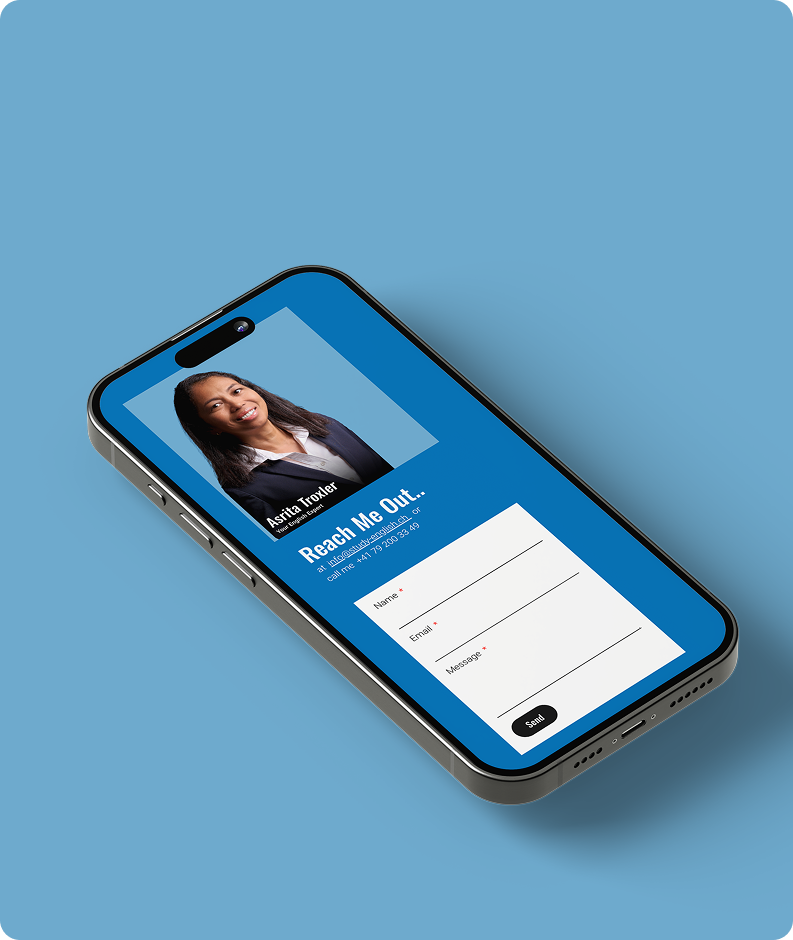 Asrita Troxler
Your English Expert
Reach Me Out..
at info@study-english.ch or
call me +41 79 200 33 49
Name *
Email *
Message *
Send